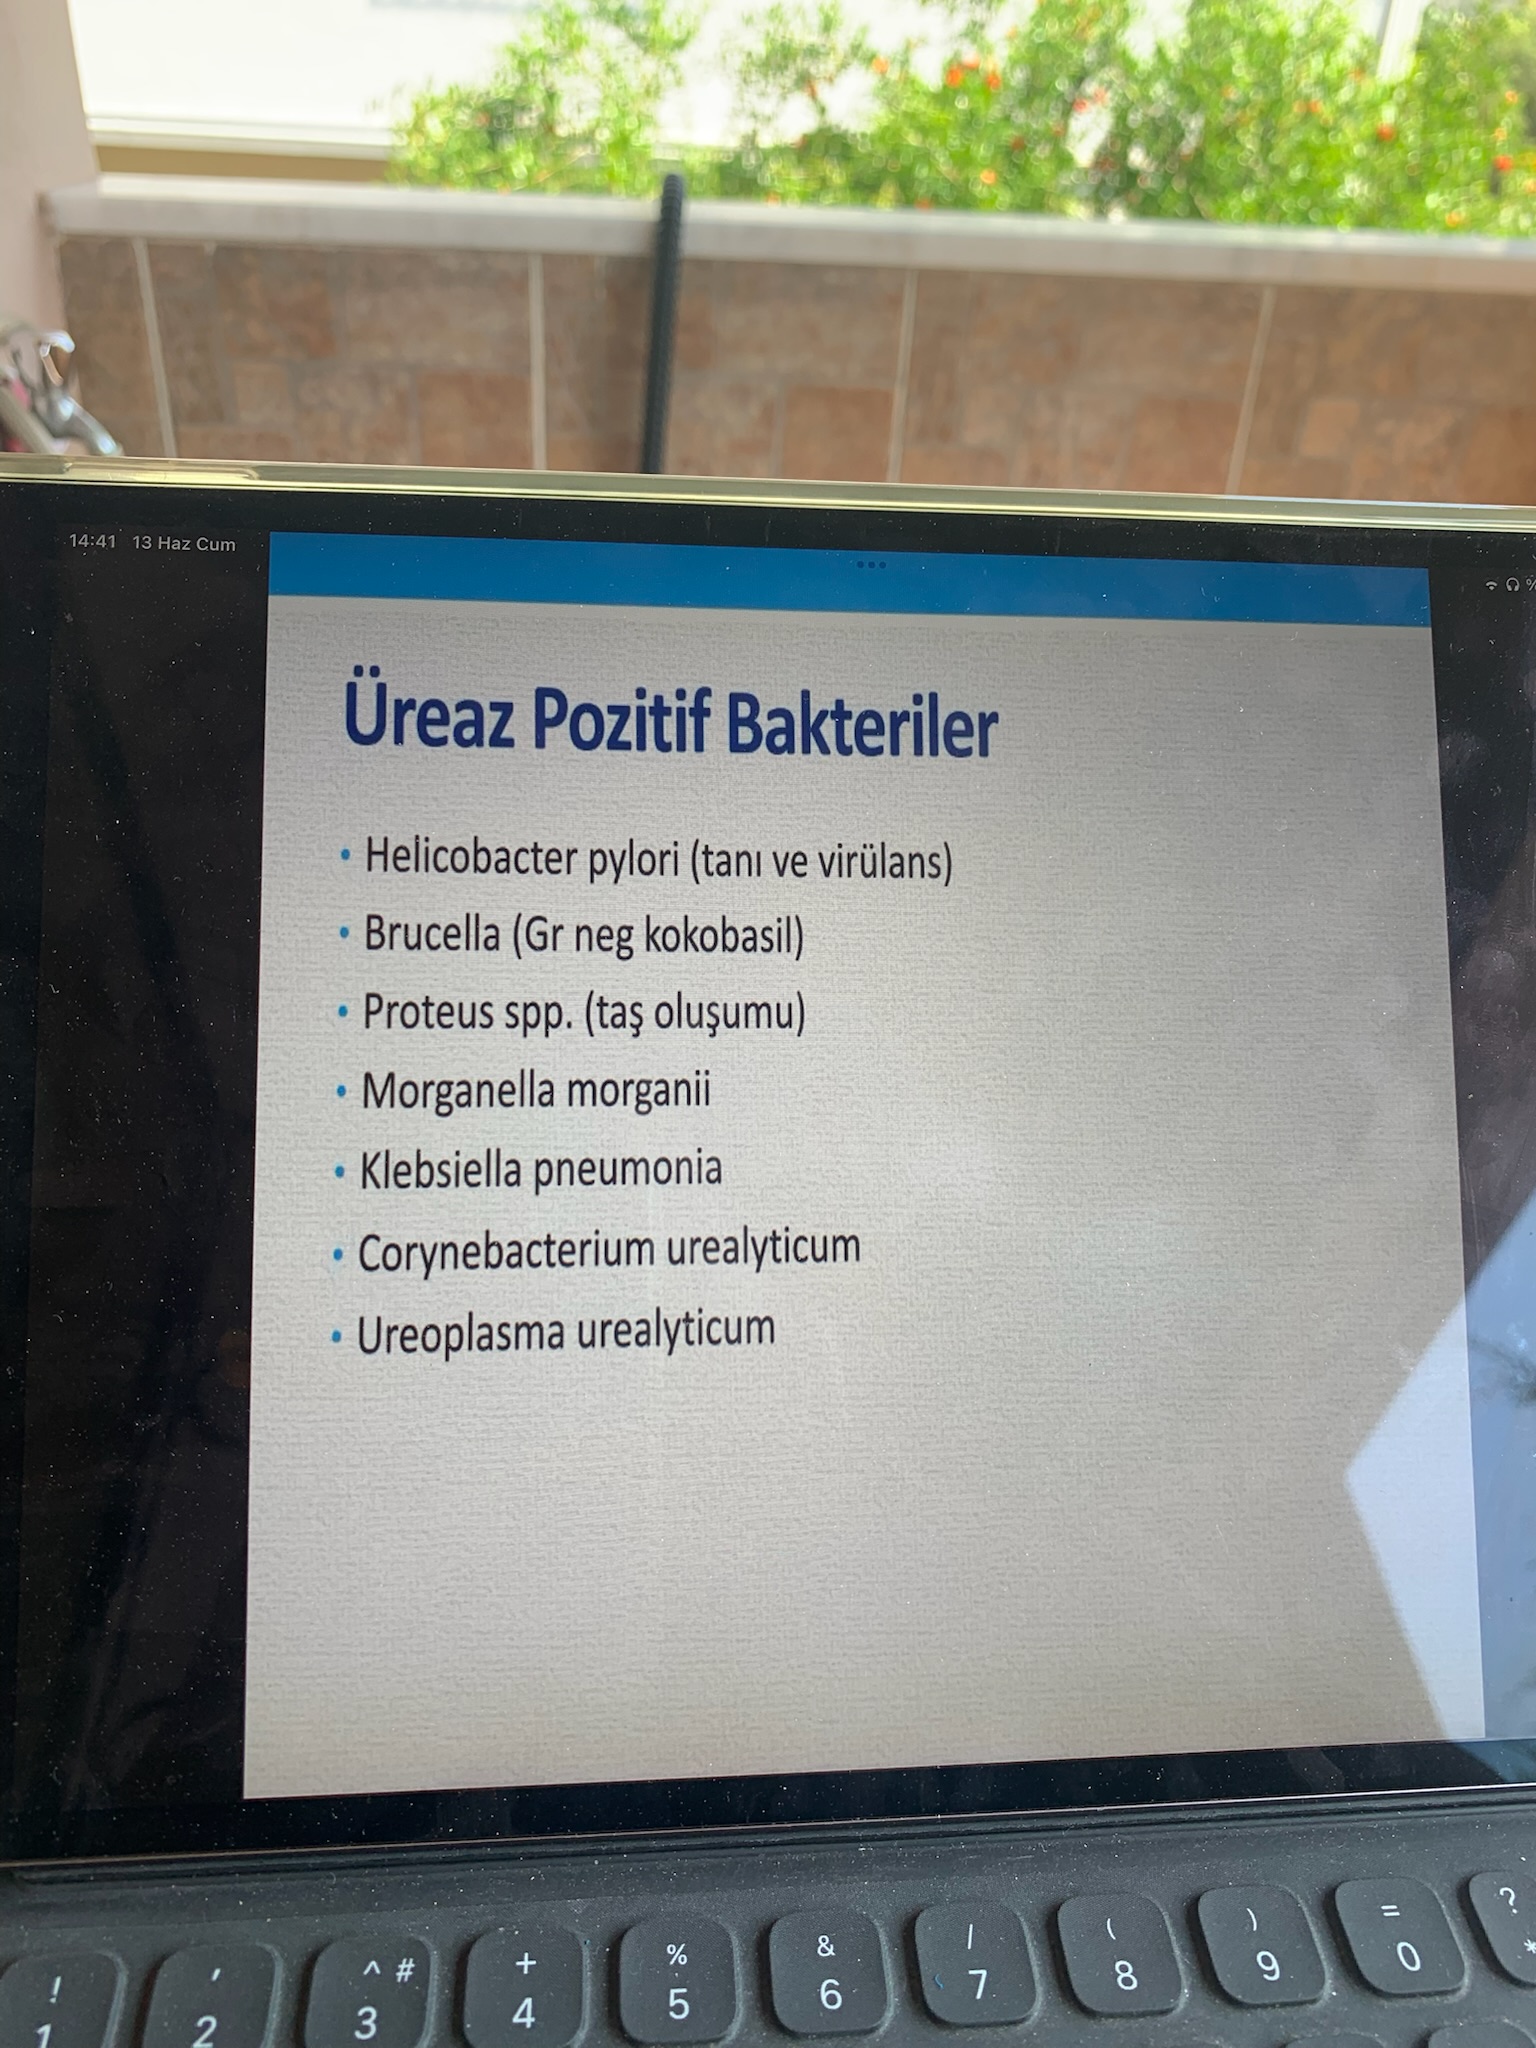 14:41 13 Haz Cum
%
Üreaz Pozitif Bakteriler
• Helicobacter pylori (tanı ve virülans)
• Brucella (Gr neg kokobasil)
• Proteus spp. (taş oluşumu)
• Morganella morganii
• Klebsiella pneumonia
• Corynebacterium urealyticum
• Ureoplasma urealyticum
! ' ^ # + % & / ( ) = ?
1 2 3 4 5 6 7 8 9 0 *